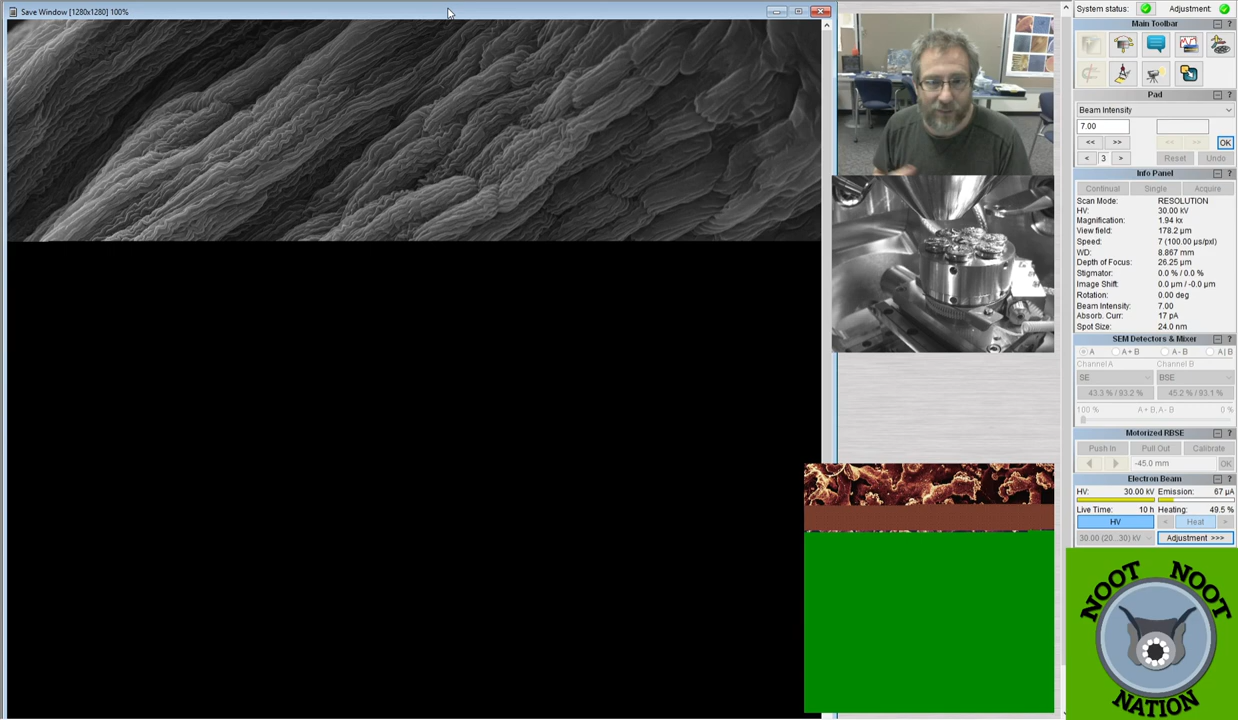 Save Window [1280x1280] 100%
System status:
Adjustment:
Main Toolbar
Pad
Beam Intensity
7.00
<< >>
<< >>
OK
< 3 >
Reset
Undo
Info Panel
Continual
Single
Acquire
Scan Mode: RESOLUTION
HV: 30.00 kV
Magnification: 1.94 kx
View field: 178.2 µm
Speed: 7 (100.00 µs/pxl)
WD: 8.867 mm
Depth of Focus: 26.25 µm
Stigmator: 0.0 % / 0.0 %
Image Shift: 0.0 µm / -0.0 µm
Rotation: 0.00 deg
Beam Intensity: 7.00
Absorb. Curr: 17 pA
Spot Size: 24.0 nm
SEM Detectors & Mixer
A A + B A - B A | B
Channel A
Channel B
SE
BSE
43.3 % / 93.2 %
45.2 % / 93.1 %
100 % A + B, A - B 0 %
Motorized RBSE
Push In
Pull Out
Calibrate
-45.0 mm
OK
Electron Beam
HV: 30.00 kV Emission: 67 µA
Live Time: 10 h Heating: 49.5 %
HV
< Heat >
30.00 (20...30) kV
Adjustment >>>
NOOT NOOT
NATION